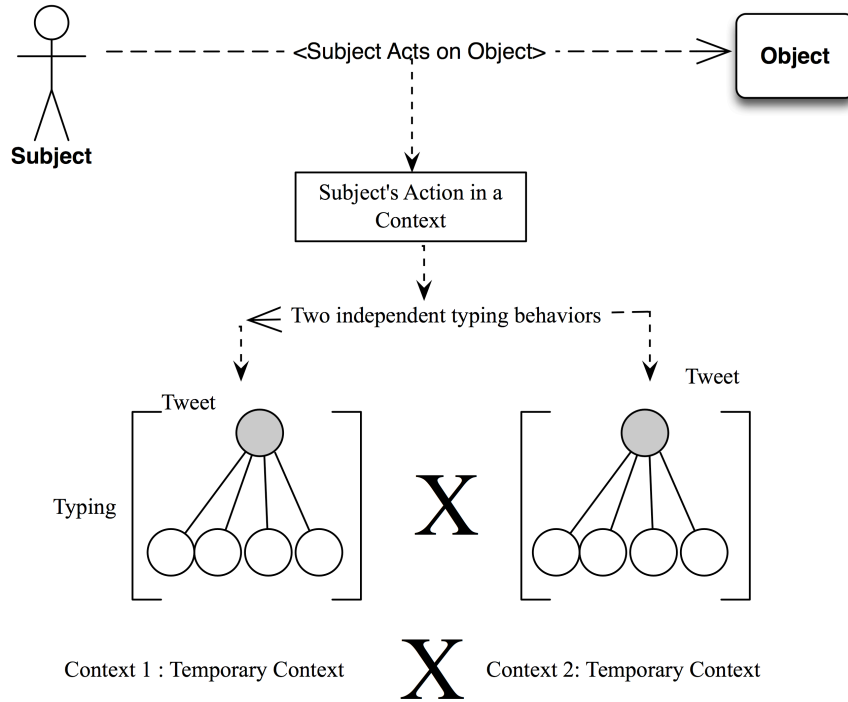 <Subject Acts on Object>
Object
Subject
Subject's Action in a
Context
Two independent typing behaviors
Tweet
Tweet
Typing
X
Context 1 : Temporary Context
X
Context 2: Temporary Context